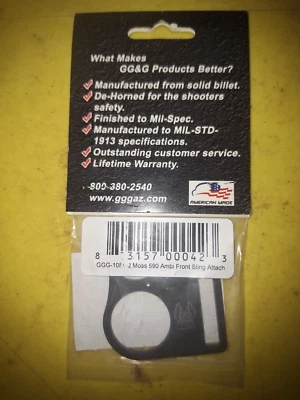 What Makes
GG&G Products Better?
Manufactured from solid billet.
De-Horned for the shooters
safety.
Finished to Mil-Spec.
Manufactured to MIL-STD-
1913 specifications.
Outstanding customer service.
Lifetime Warranty.
800-380-2540
www.gggaz.com
AMERICAN MADE
8 31570 00042 3
Moss 590 Ambi Front Sling Attach